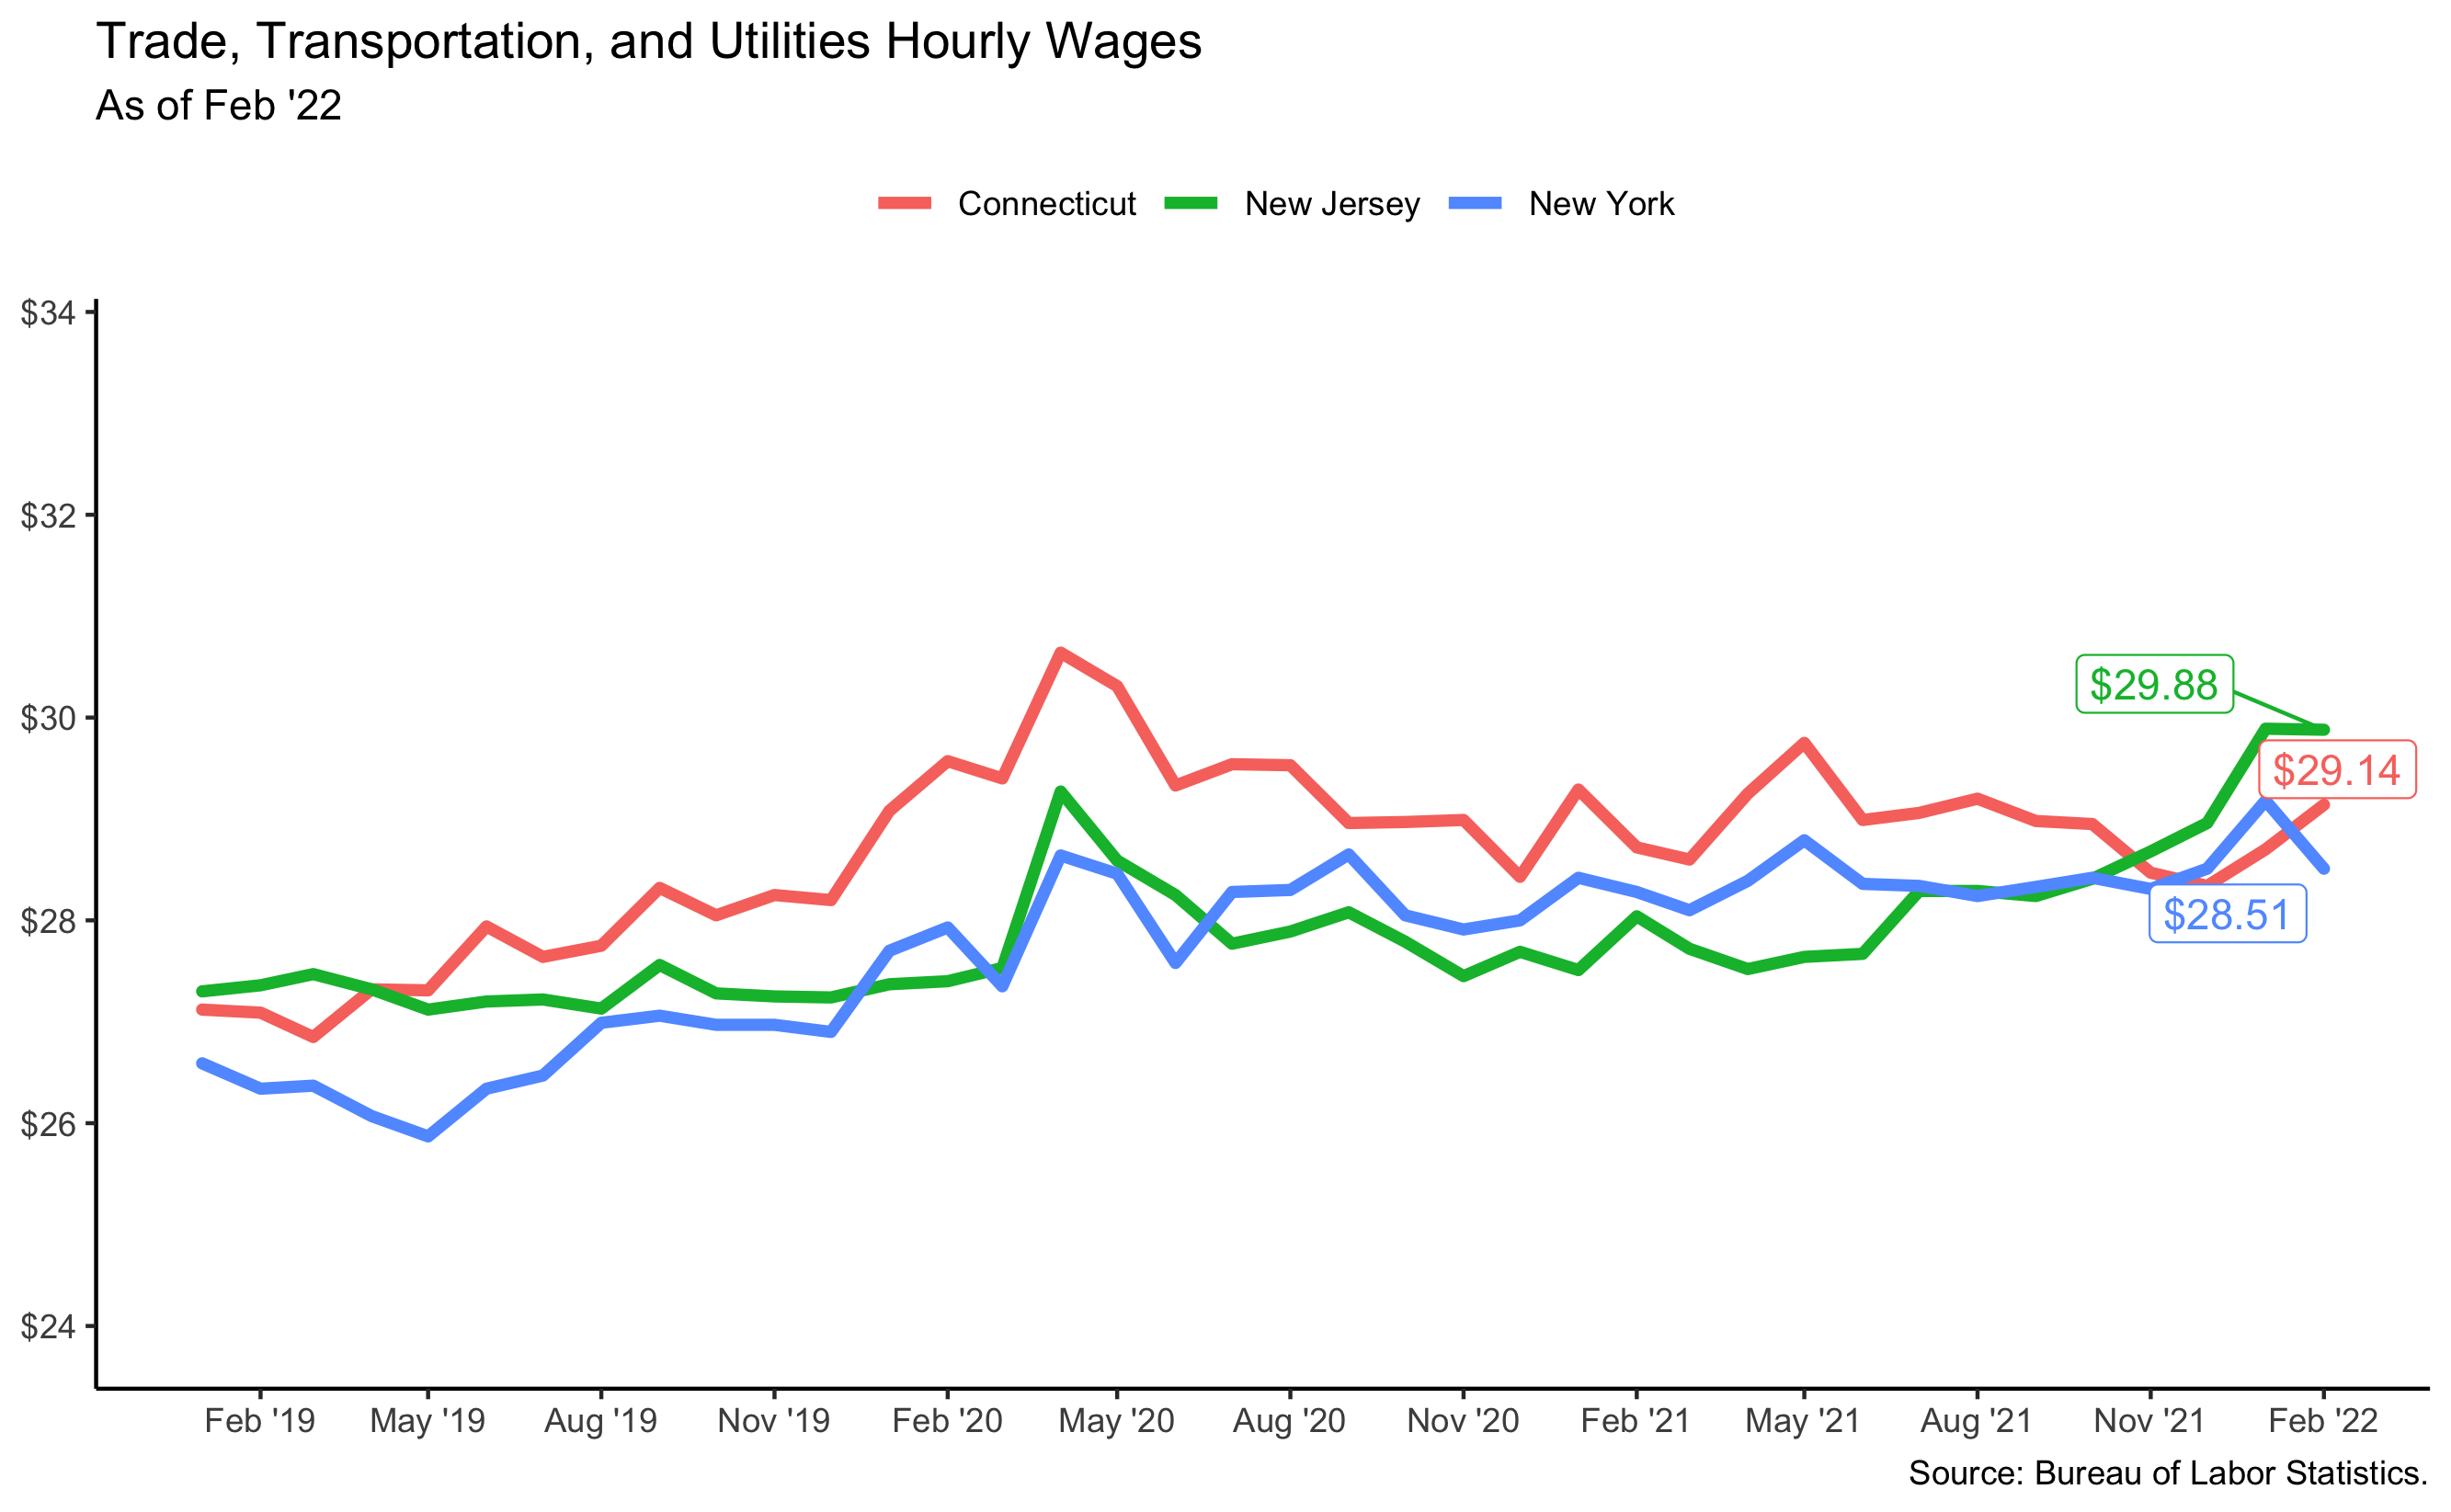 Trade, Transportation, and Utilities Hourly Wages
As of Feb '22
Connecticut New Jersey New York
$34
$32
$30
$28
$26
$24
$29.88
$29.14
$28.51
Feb '19 May '19 Aug '19 Nov '19 Feb '20 May '20 Aug '20 Nov '20 Feb '21 May '21 Aug '21 Nov '21 Feb '22
Source: Bureau of Labor Statistics.